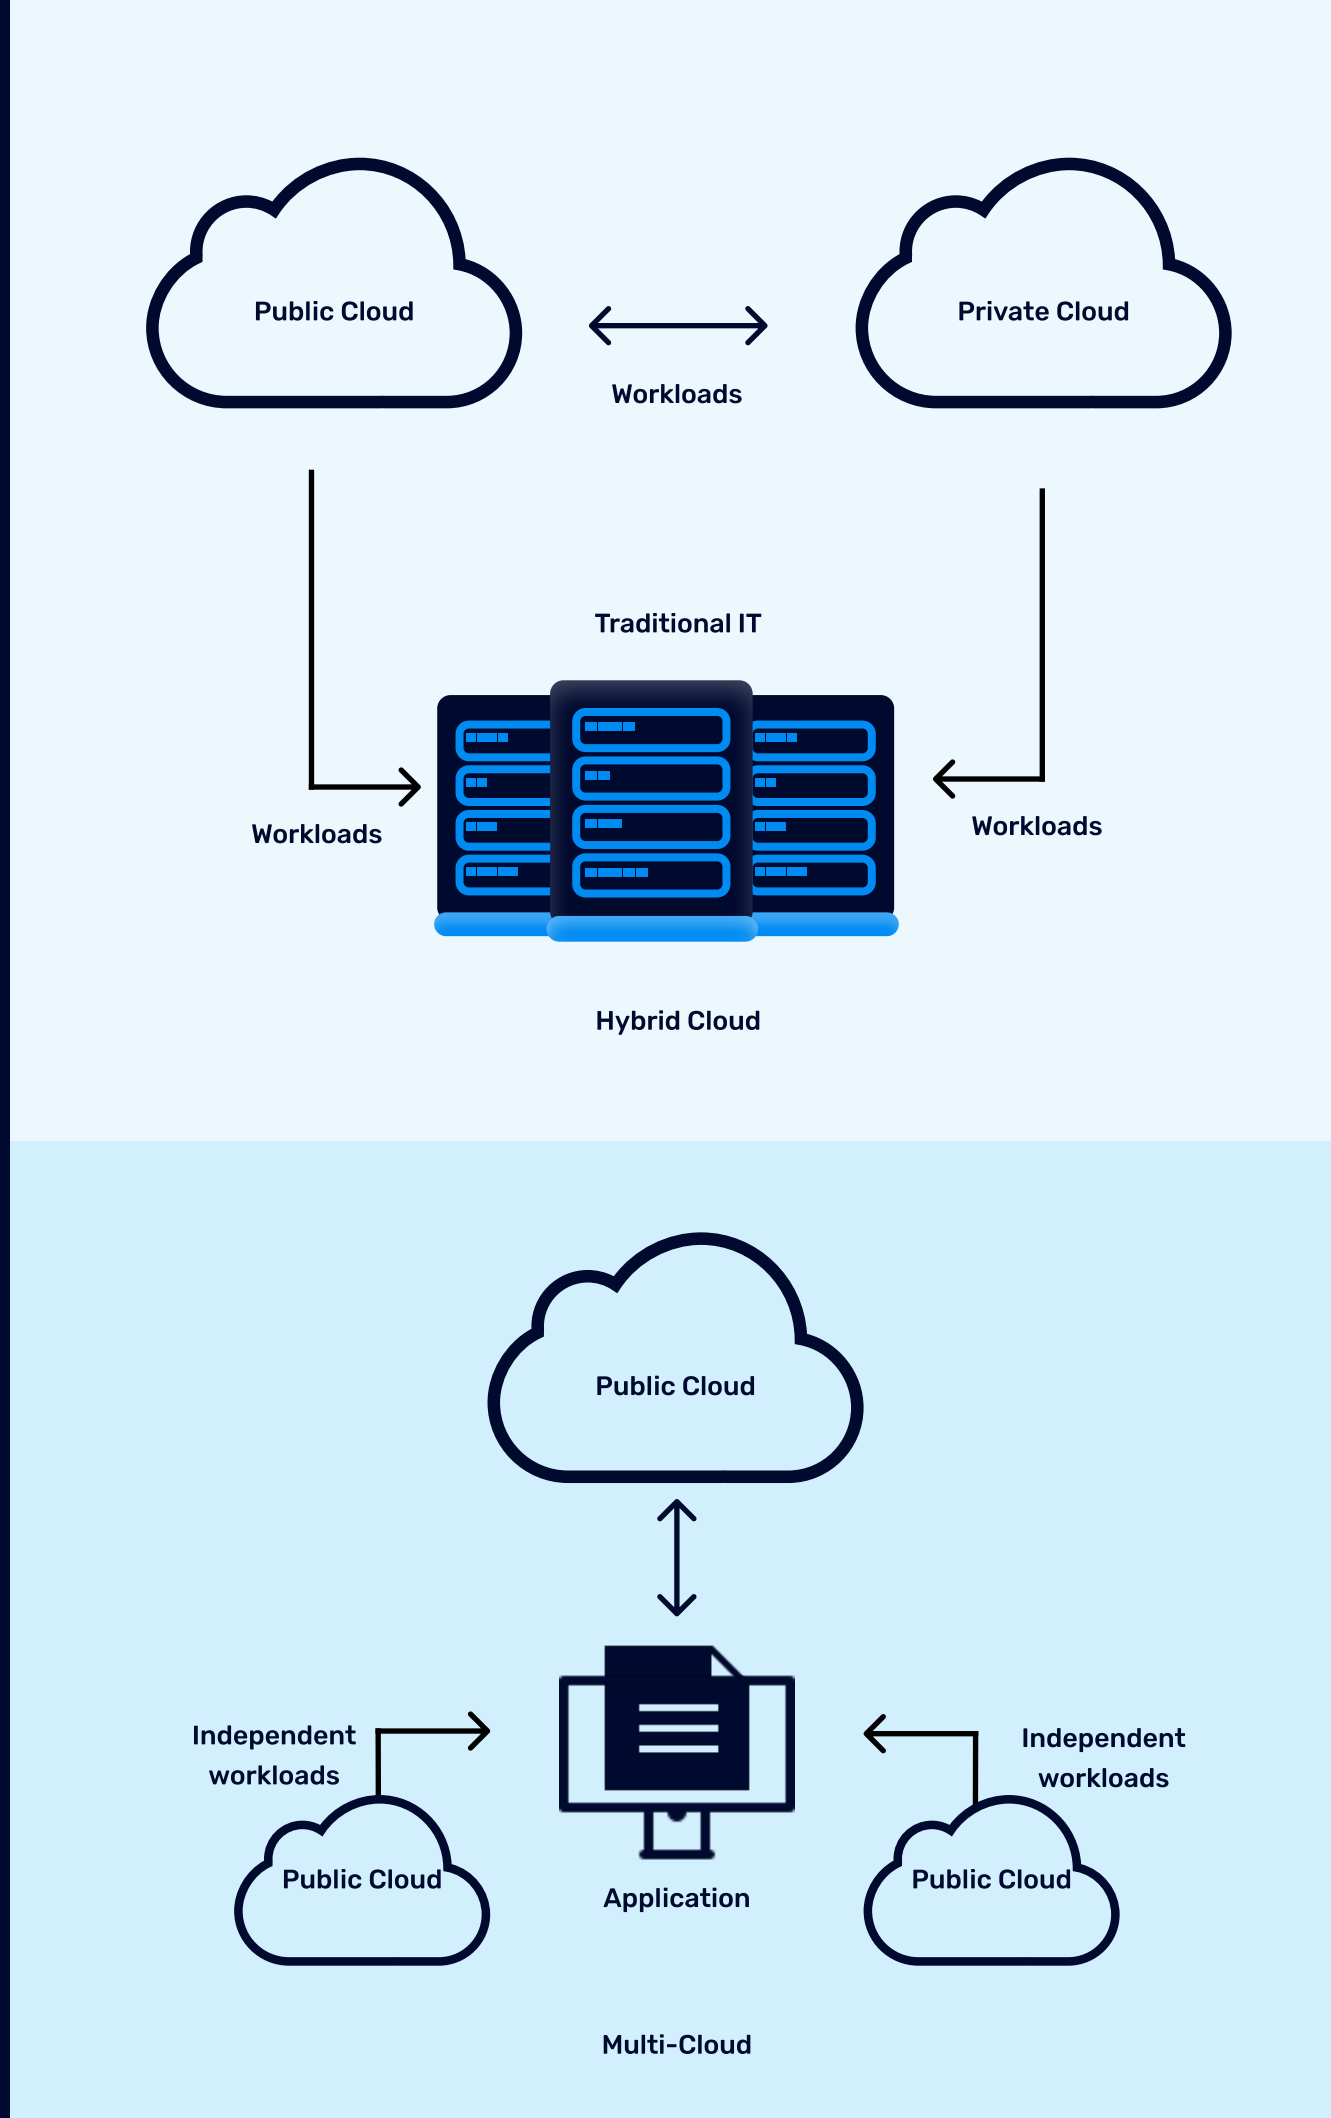 Public Cloud
Private Cloud
Workloads
Traditional IT
Workloads
Workloads
Hybrid Cloud
Public Cloud
Independent
workloads
Independent
workloads
Public Cloud
Public Cloud
Application
Multi-Cloud